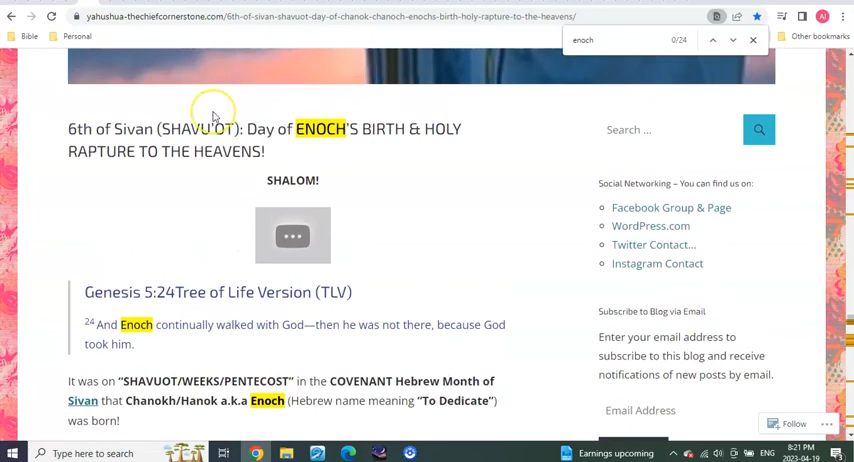 yahushua-thechiefcornerstone.com/6th-of-sivan-shavuot-day-of-chanok-chanoch-enochs-birth-holy-rapture-to-the-heavens/
AI
Bible
Personal
enoch
0/24
Other bookmarks
6th of Sivan (SHAVU'OT): Day of ENOCH'S BIRTH & HOLY
RAPTURE TO THE HEAVENS!
SHALOM!
Genesis 5:24Tree of Life Version (TLV)
24 And Enoch continually walked with God—then he was not there, because God
took him.
It was on “SHAVUOT/WEEKS/PENTECOST” in the COVENANT Hebrew Month of
Sivan that Chanokh/Hanok a.k.a Enoch (Hebrew name meaning “To Dedicate”)
was born!
Search ...
Social Networking – You can find us on:
Facebook Group & Page
WordPress.com
Twitter Contact...
Instagram Contact
Subscribe to Blog via Email
Enter your email address to
subscribe to this blog and receive
notifications of new posts by email.
Email Address
Follow
Type here to search
Earnings upcoming
ENG
8:21 PM
2023-04-19